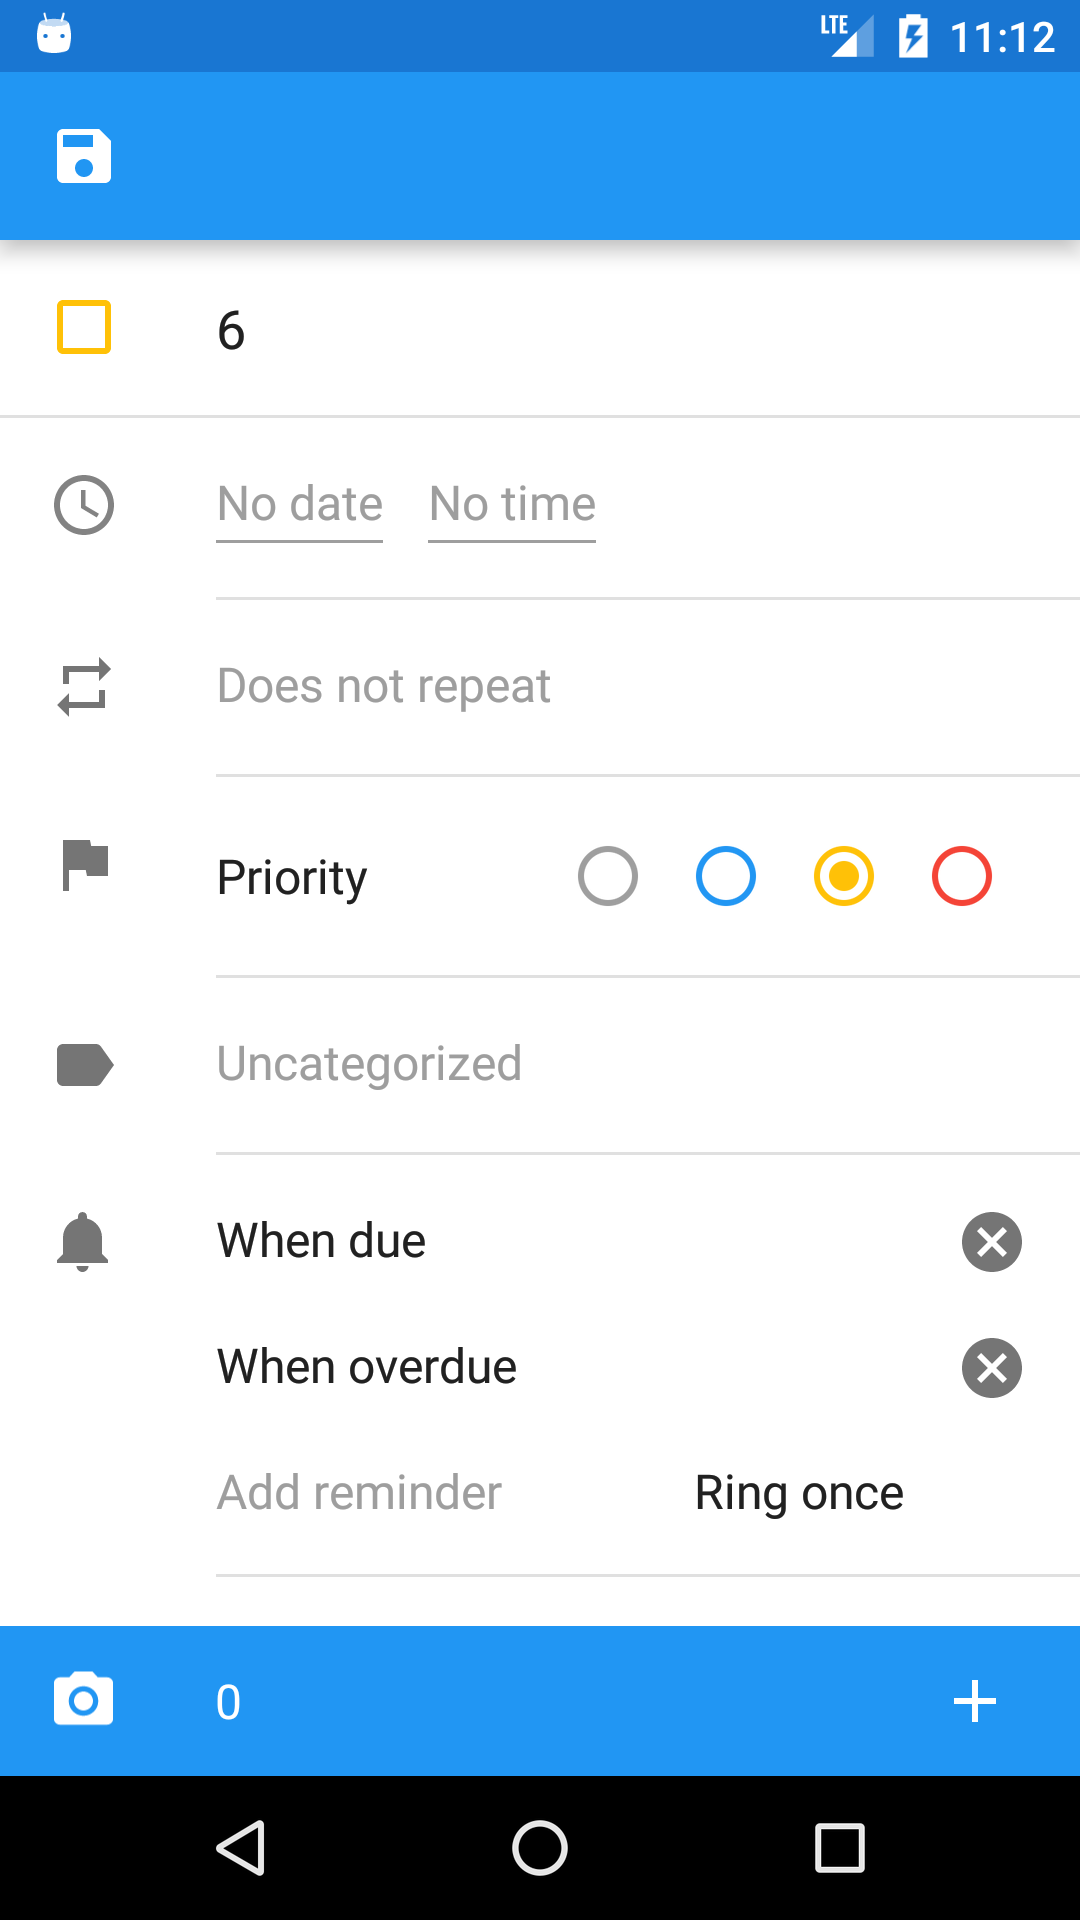 LTE 11:12
6
No date No time
Does not repeat
Priority
Uncategorized
When due
When overdue
Add reminder Ring once
0